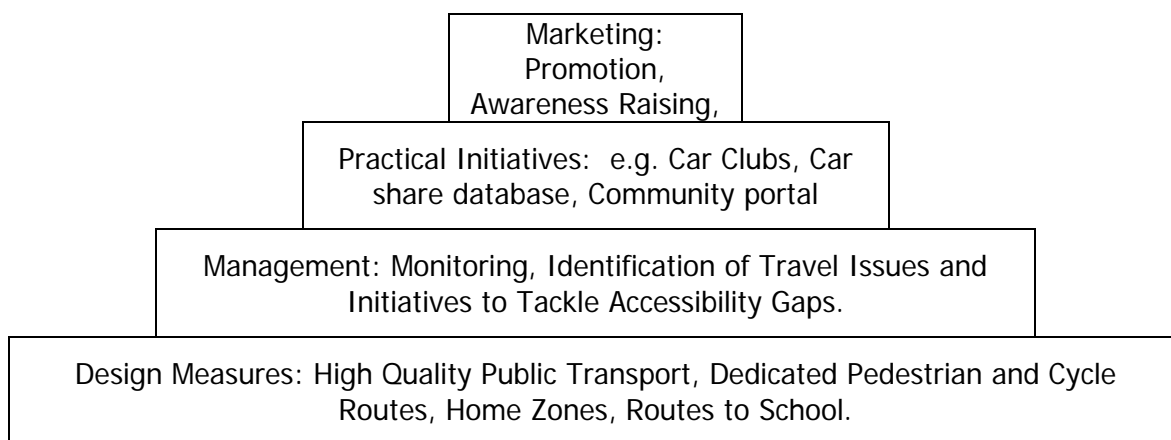 Marketing:
Promotion,
Awareness Raising,
Practical Initiatives:  e.g. Car Clubs, Car
share database, Community portal
Management: Monitoring, Identification of Travel Issues and
Initiatives to Tackle Accessibility Gaps.
Design Measures: High Quality Public Transport, Dedicated Pedestrian and Cycle
Routes, Home Zones, Routes to School.